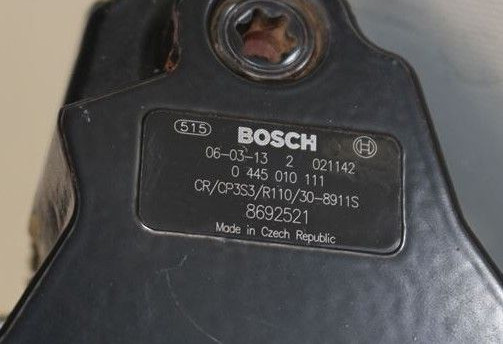 515 BOSCH
06-03-13 2 021142
0 445 010 111
CR/CP3S3/R110/30-8911S
8692521
Made in Czech Republic